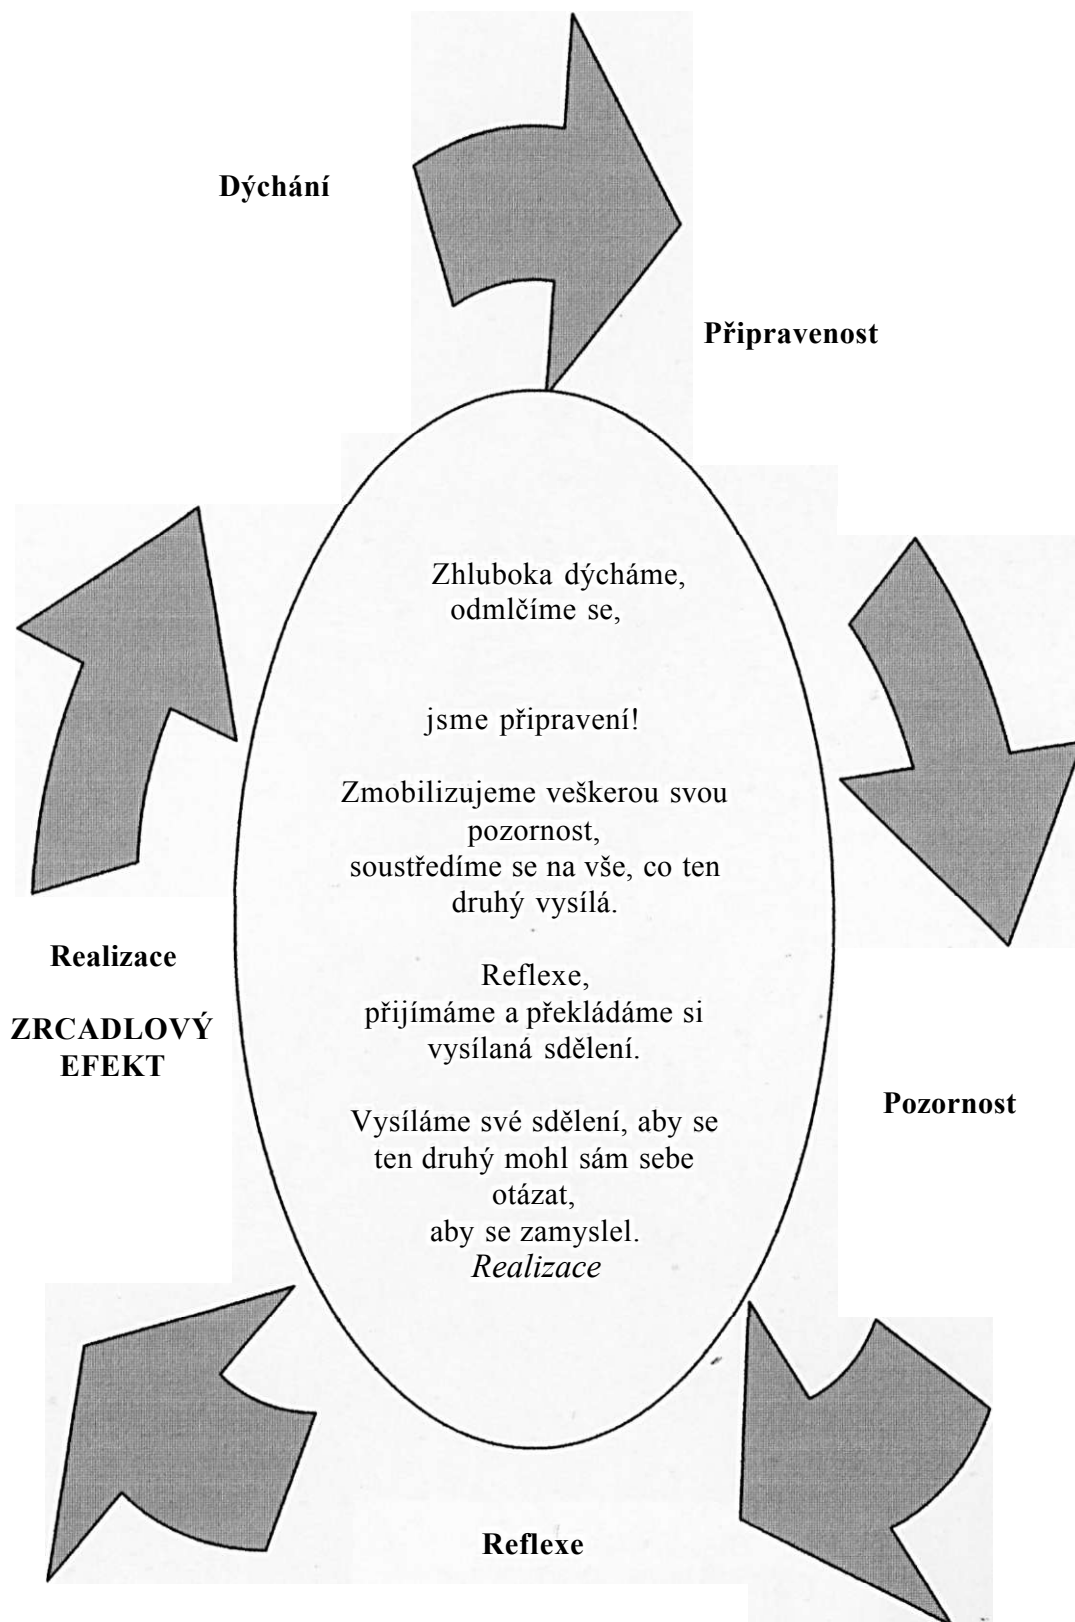 Dýchání
Připravenost
Zhluboka dýcháme,
odmlčíme se,
jsme připravení!
Zmobilizujeme veškerou svou
pozornost,
soustředíme se na vše, co ten
druhý vysílá.
Reflexe,
přijímáme a překládáme si
vysílaná sdělení.
Vysíláme své sdělení, aby se
ten druhý mohl sám sebe
otázat,
aby se zamyslel.
Realizace
Realizace
ZRCADLOVÝ
EFEKT
Pozornost
Reflexe